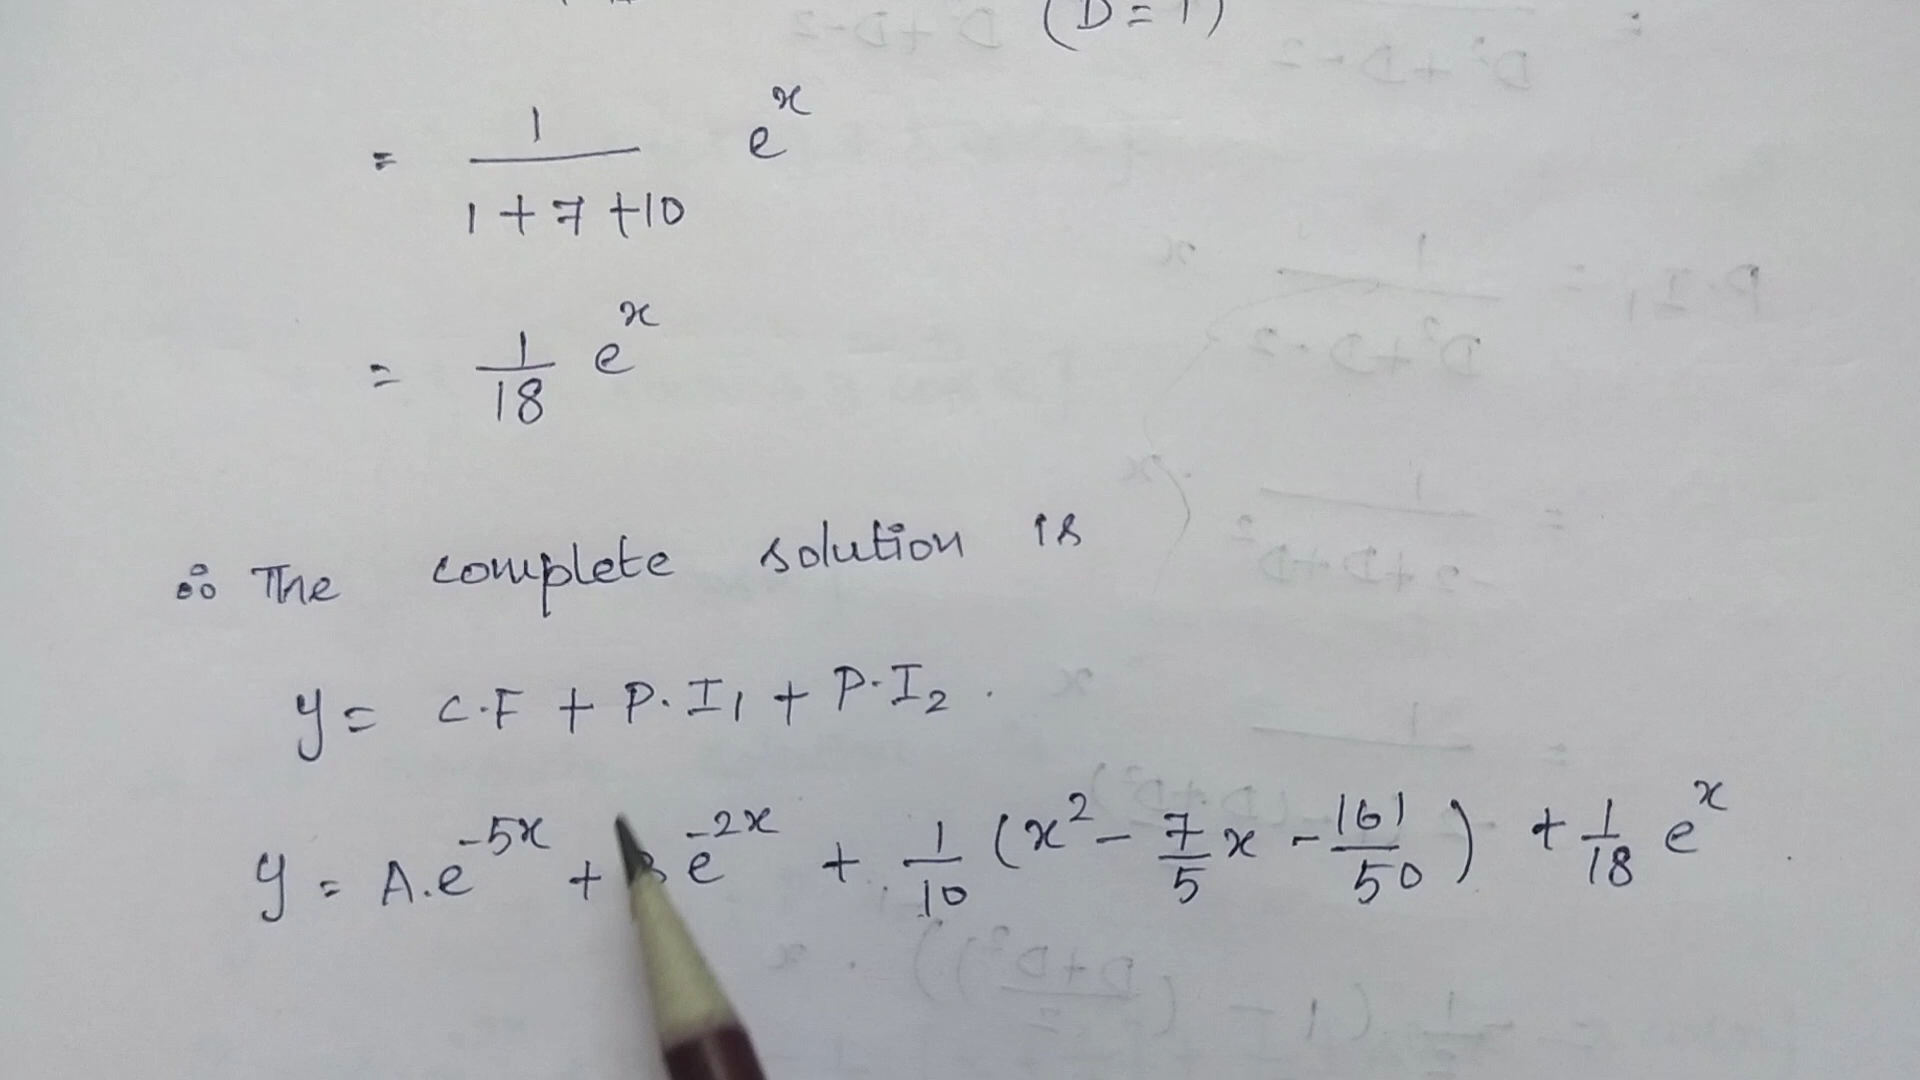 (D = 1)
= 1/(1 + 7 + 10) e^x
= 1/18 e^x
∴ The complete solution is
y = C.F + P.I₁ + P.I₂.
y = A.e^(-5x) + B e^(-2x) + 1/10 (x² - 7/5 x - 161/50) + 1/18 e^x.